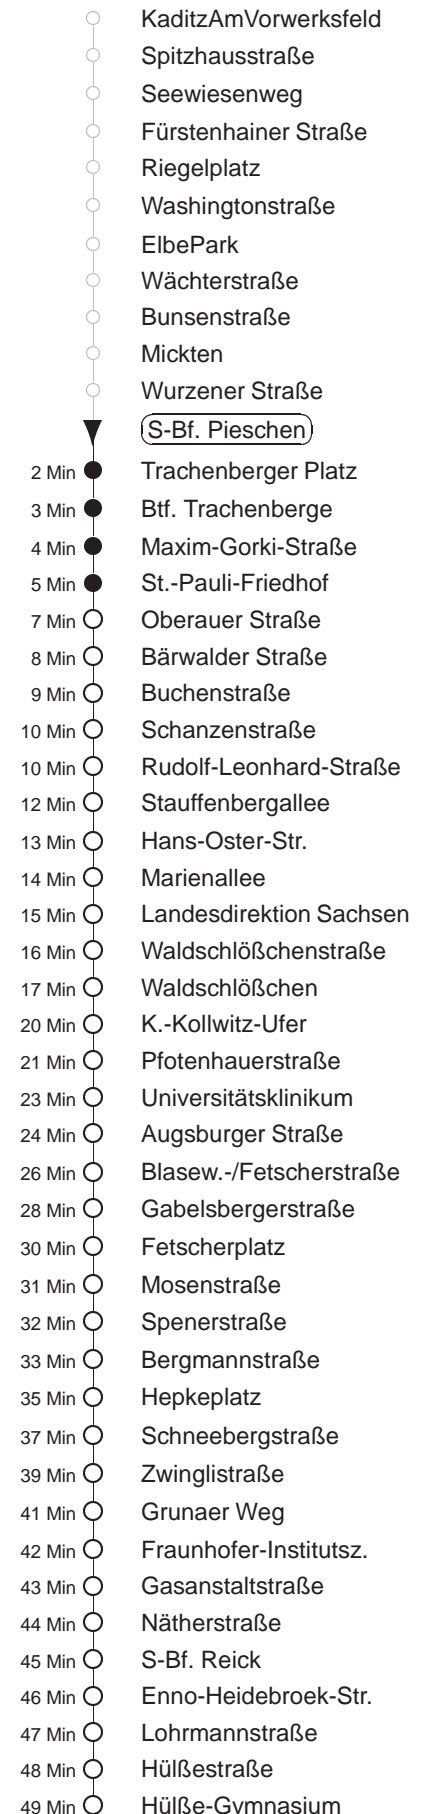 KaditzAmVorwerksfeld
Spitzhausstraße
Seewiesenweg
Fürstenhainer Straße
Riegelplatz
Washingtonstraße
ElbePark
Wächterstraße
Bunsenstraße
Mickten
Wurzener Straße
S-Bf. Pieschen
2 Min Trachenberger Platz
3 Min Btf. Trachenberge
4 Min Maxim-Gorki-Straße
5 Min St.-Pauli-Friedhof
7 Min Oberauer Straße
8 Min Bärwalder Straße
9 Min Buchenstraße
10 Min Schanzenstraße
10 Min Rudolf-Leonhard-Straße
12 Min Stauffenbergallee
13 Min Hans-Oster-Str.
14 Min Marienallee
15 Min Landesdirektion Sachsen
16 Min Waldschlößchenstraße
17 Min Waldschlößchen
20 Min K.-Kollwitz-Ufer
21 Min Pfotenhauerstraße
23 Min Universitätsklinikum
24 Min Augsburger Straße
26 Min Blasew.-/Fetscherstraße
28 Min Gabelsbergerstraße
30 Min Fetscherplatz
31 Min Mosenstraße
32 Min Spenerstraße
33 Min Bergmannstraße
35 Min Hepkeplatz
37 Min Schneebergstraße
39 Min Zwinglistraße
41 Min Grunaer Weg
42 Min Fraunhofer-Institutsz.
43 Min Gasanstaltstraße
44 Min Nätherstraße
45 Min S-Bf. Reick
46 Min Enno-Heidebroek-Str.
47 Min Lohrmannstraße
48 Min Hülßestraße
49 Min Hülße-Gymnasium